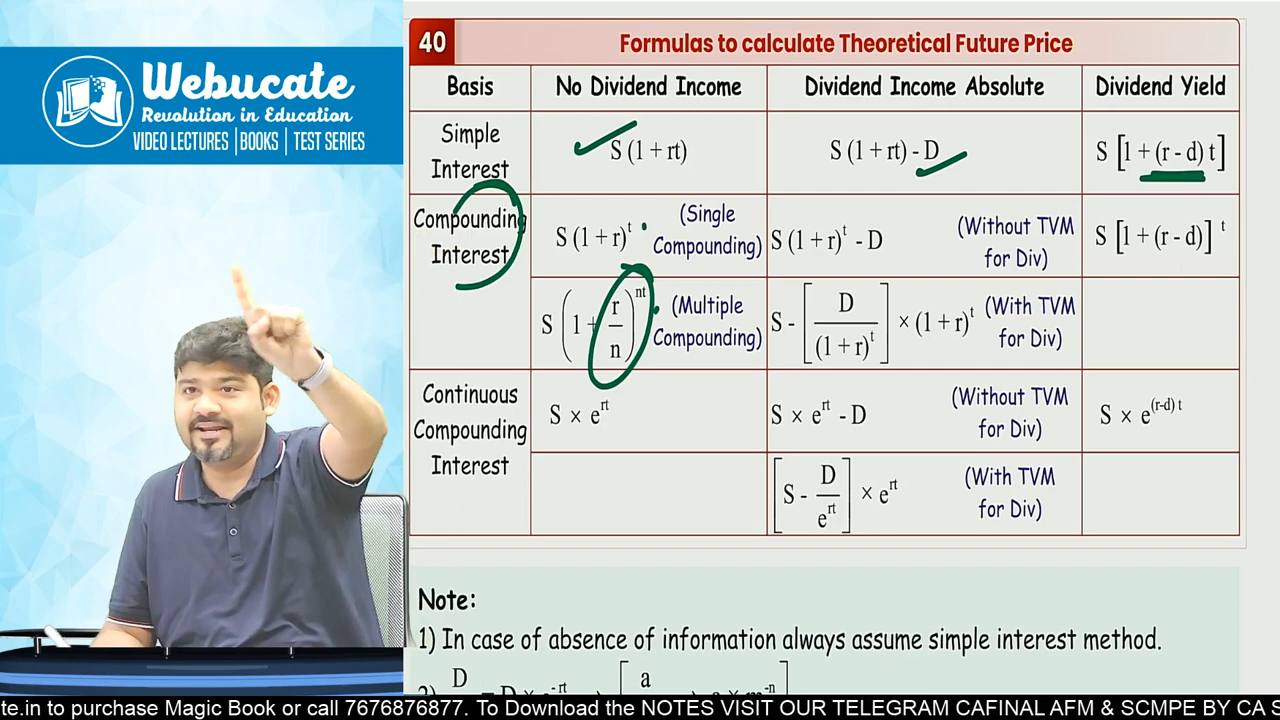 Webucate
Revolution in Education
VIDEO LECTURES | BOOKS | TEST SERIES
40
Formulas to calculate Theoretical Future Price
Basis
No Dividend Income
Dividend Income Absolute
Dividend Yield
Simple
Interest
S (1 + rt)
S (1 + rt) - D
S [1 + (r - d) t]
Compounding
Interest
S (1 + r)^t
(Single
Compounding)
S (1 + r)^t - D
(Without TVM
for Div)
S [1 + (r - d)]^t
S (1 + r/n)^nt
(Multiple
Compounding)
S - [D/(1 + r)^t] × (1 + r)^t
(With TVM
for Div)
Continuous
Compounding
Interest
S × e^rt
S × e^rt - D
(Without TVM
for Div)
S × e^(r-d) t
[S - D/e^rt] × e^rt
(With TVM
for Div)
Note:
1) In case of absence of information always assume simple interest method.
te.in to purchase Magic Book or call 7676876877. To Download the NOTES VISIT OUR TELEGRAM CAFINAL AFM & SCMPE BY CA S